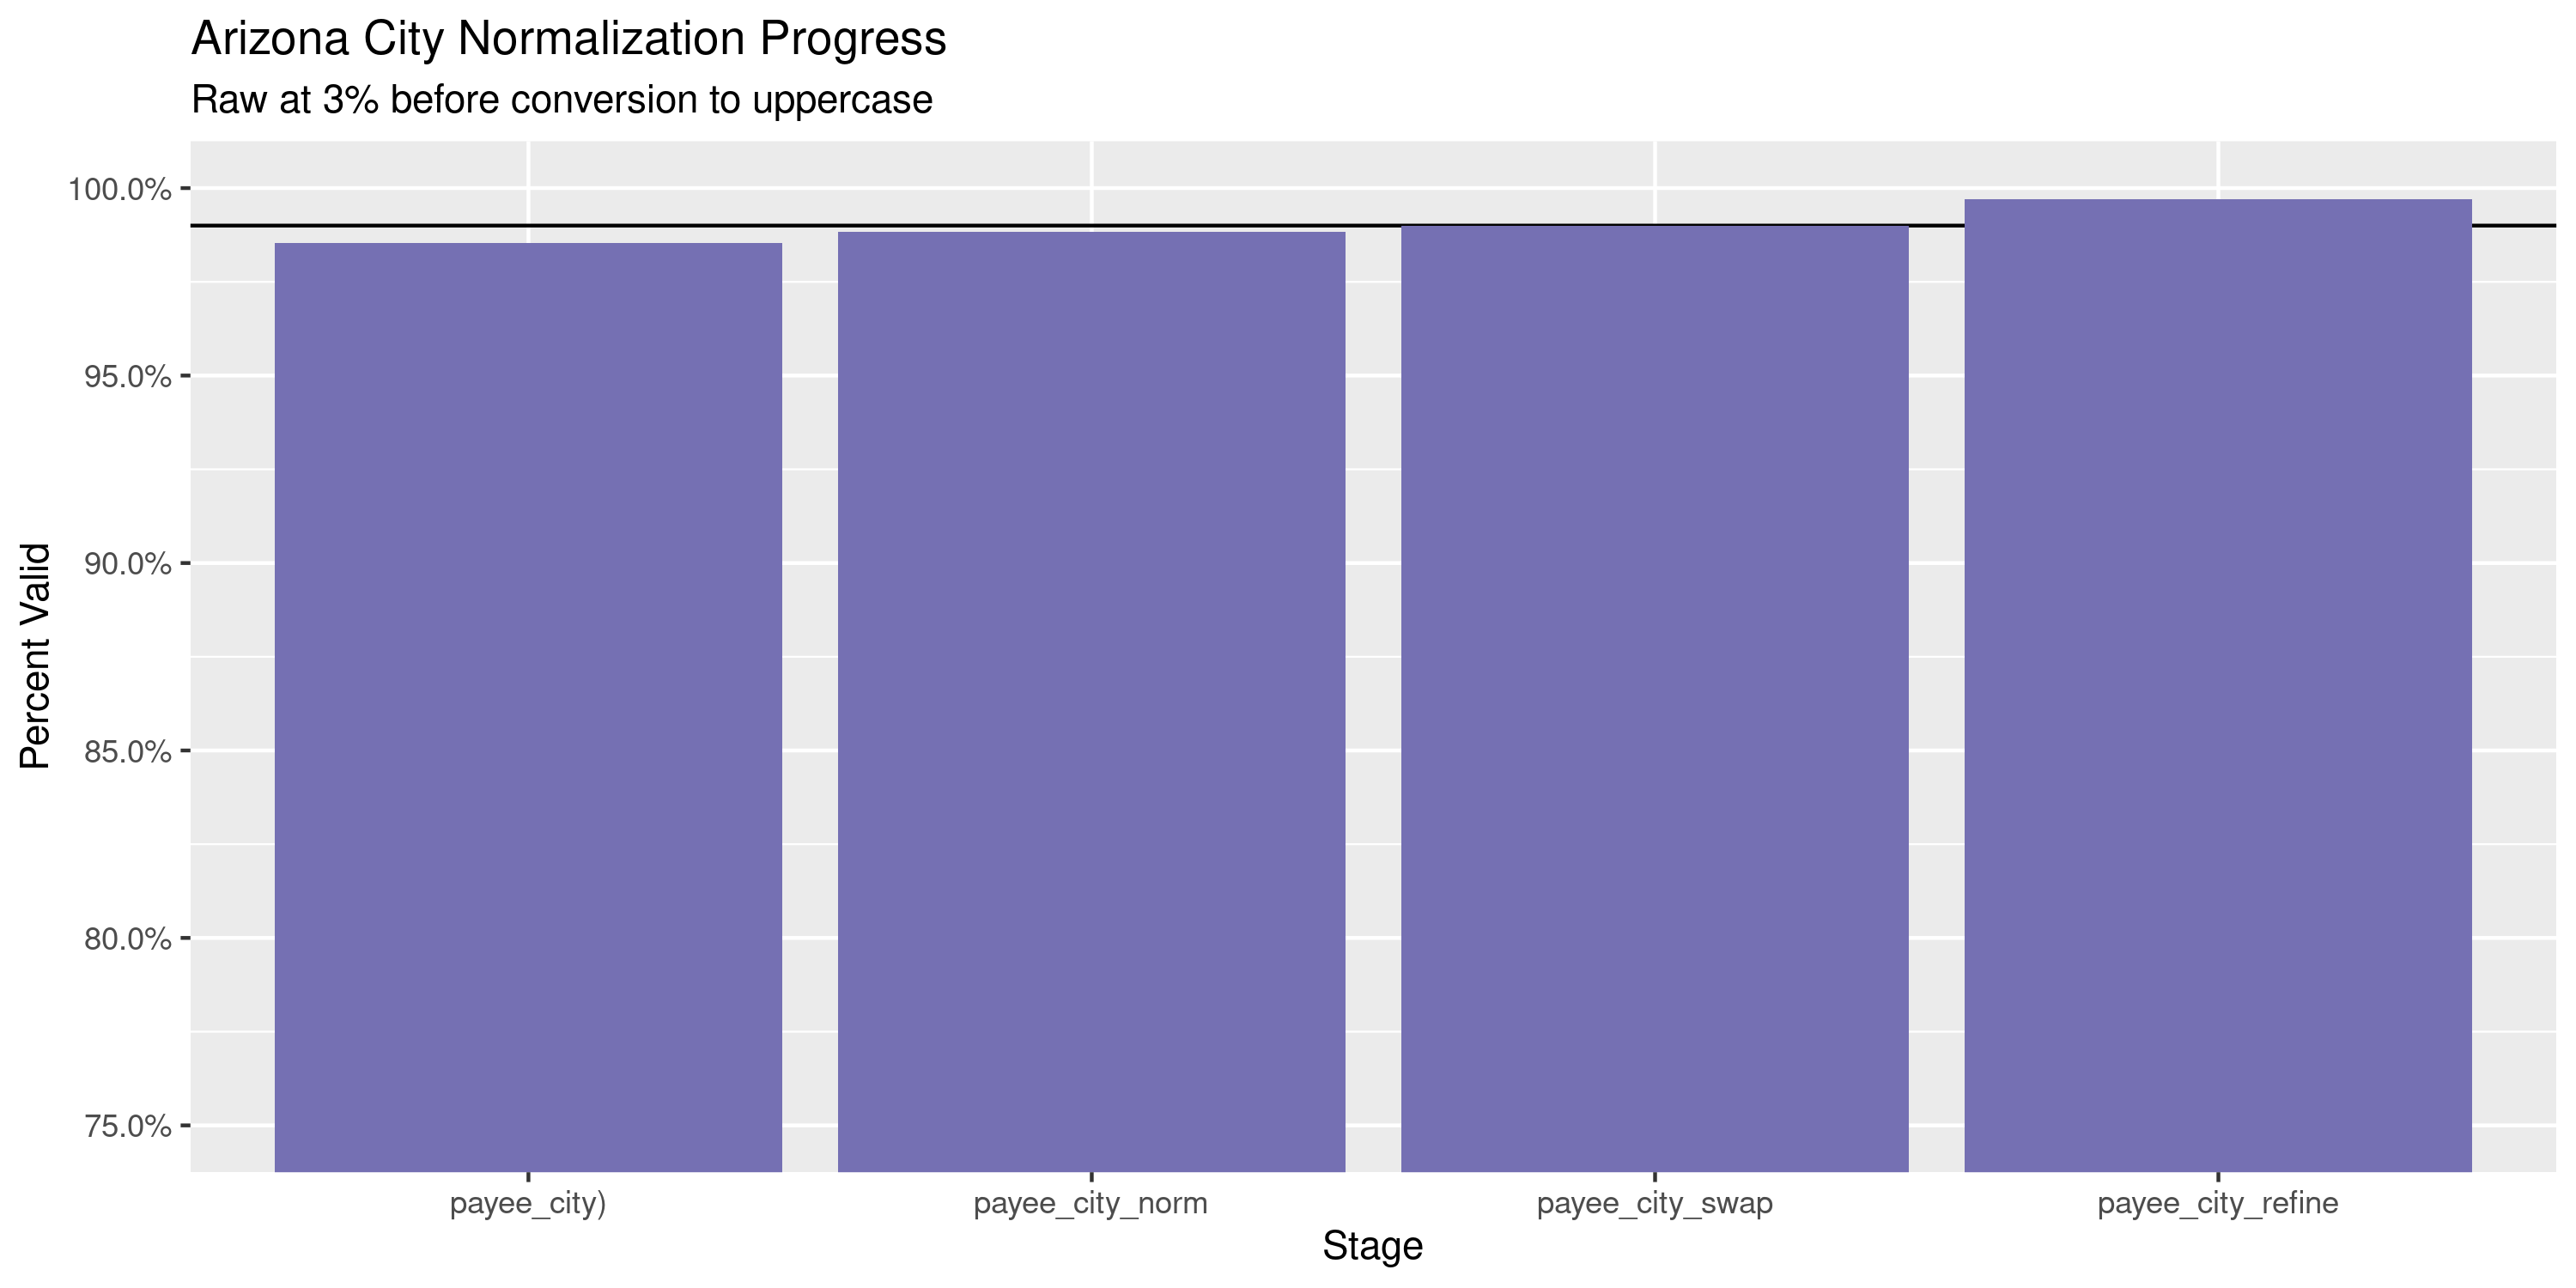 Arizona City Normalization Progress
Raw at 3% before conversion to uppercase
100.0%
95.0%
90.0%
85.0%
80.0%
75.0%
Percent Valid
payee_city)
payee_city_norm
payee_city_swap
payee_city_refine
Stage